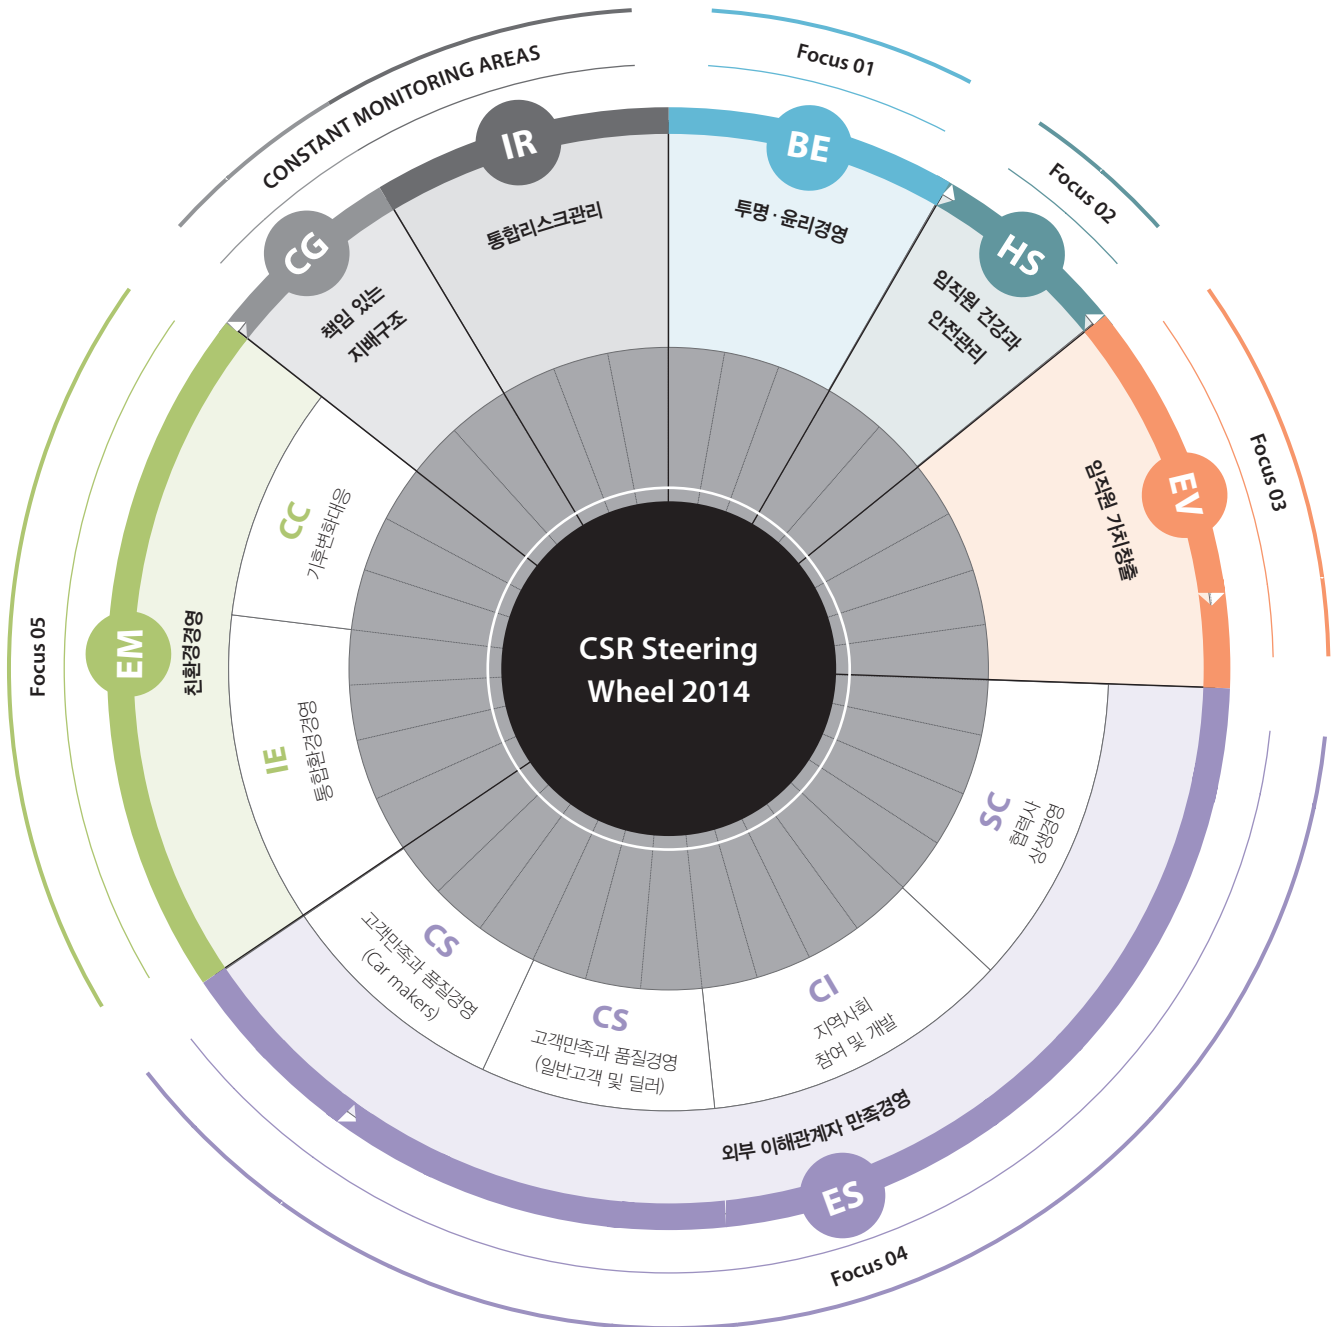 CONSTANT MONITORING AREAS
CG
책임 있는
지배구조
IR
통합리스크관리
Focus 01
BE
투명·윤리경영
Focus 02
HS
임직원 건강과
안전관리
Focus 03
EV
임직원 가치창출
Focus 04
ES
외부 이해관계자 만족경영
SC
협력사
상생경영
CI
지역사회
참여 및 개발
CS
고객만족과 품질경영
(일반고객 및 딜러)
CS
고객만족과 품질경영
(Car makers)
Focus 05
EM
친환경경영
IE
통합환경경영
CC
기후변화대응
CSR Steering
Wheel 2014